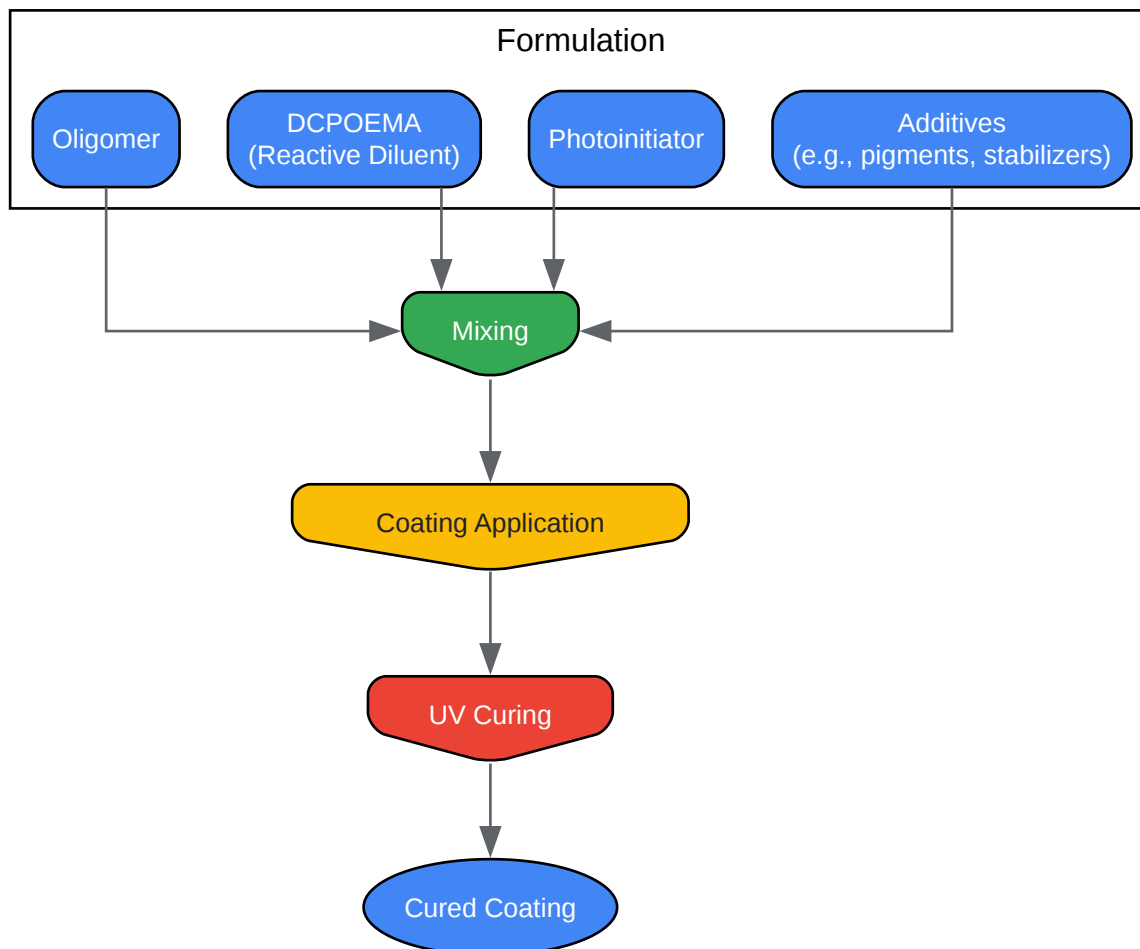 Formulation
Oligomer
DCPOEMA
(Reactive Diluent)
Photoinitiator
Additives
(e.g., pigments, stabilizers)
Mixing
Coating Application
UV Curing
Cured Coating